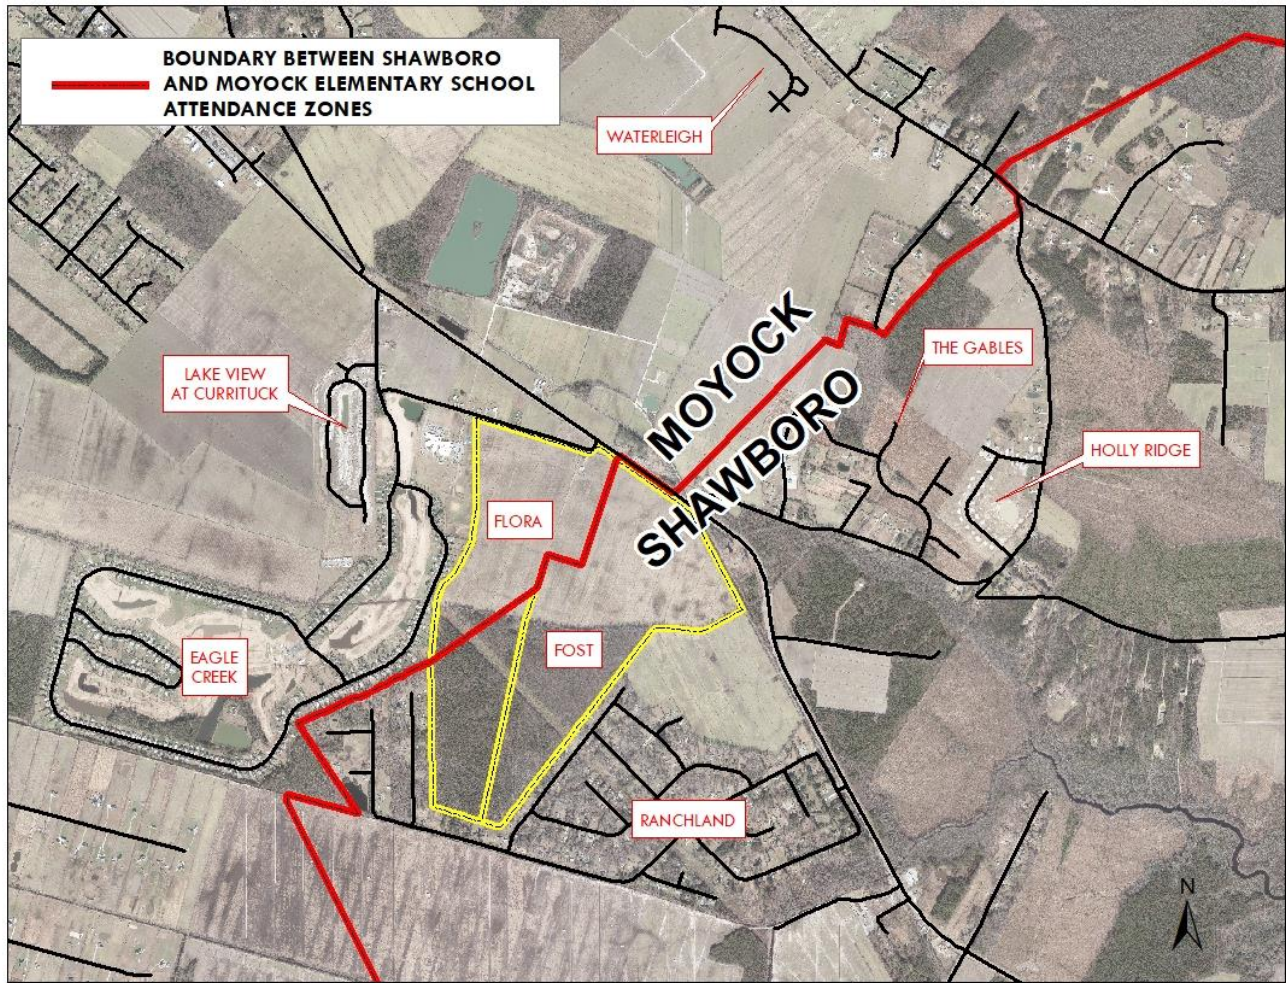 BOUNDARY BETWEEN SHAWBORO
AND MOYOCK ELEMENTARY SCHOOL
ATTENDANCE ZONES
WATERLEIGH
MOYOCK
SHAWBORO
THE GABLES
LAKE VIEW
AT CURRITUCK
HOLLY RIDGE
FLORA
FOST
EAGLE
CREEK
RANCHLAND
N